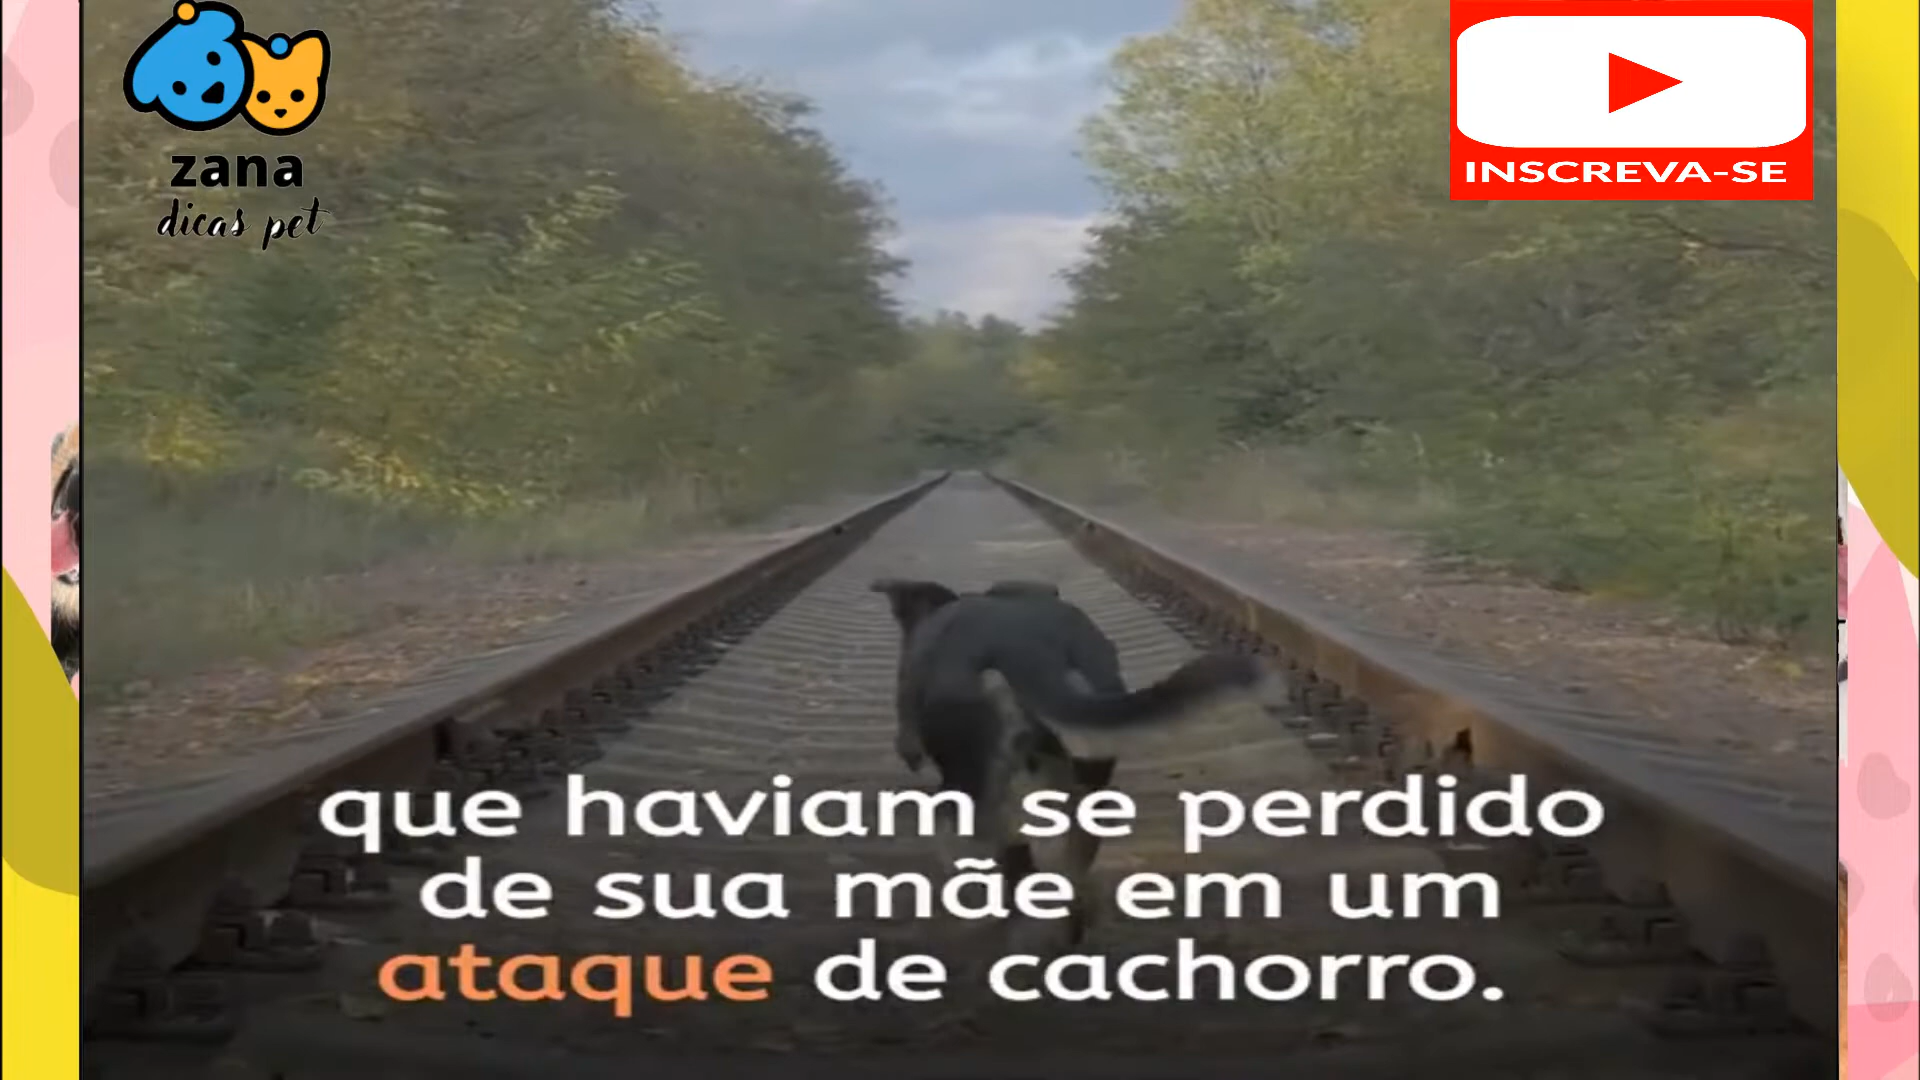 zana
dicas pet
INSCREVA-SE
que haviam se perdido
de sua mãe em um
ataque de cachorro.